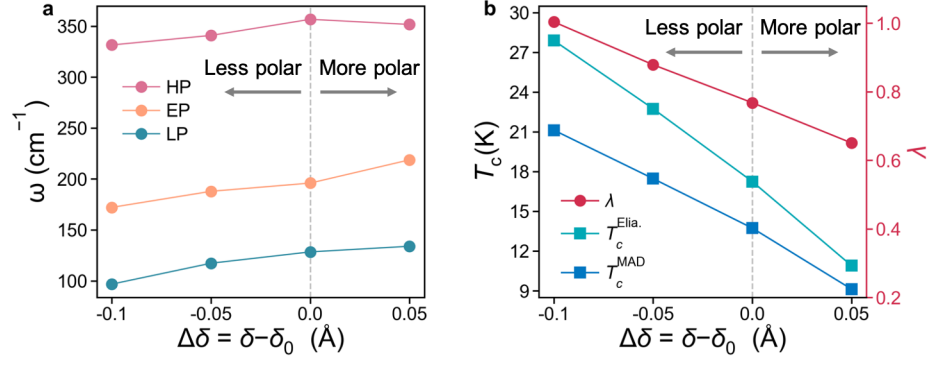 a
ω (cm⁻¹)
350
300
250
200
150
100
Less polar
More polar
HP
EP
LP
-0.1
-0.05
0.0
0.05
Δδ = δ−δ₀ (Å)
b
T_c(K)
30
27
24
21
18
15
12
9
Less polar
More polar
λ
T_c^Elia.
T_c^MAD
1.0
0.8
0.6
0.4
0.2
λ
-0.1
-0.05
0.0
0.05
Δδ = δ−δ₀ (Å)